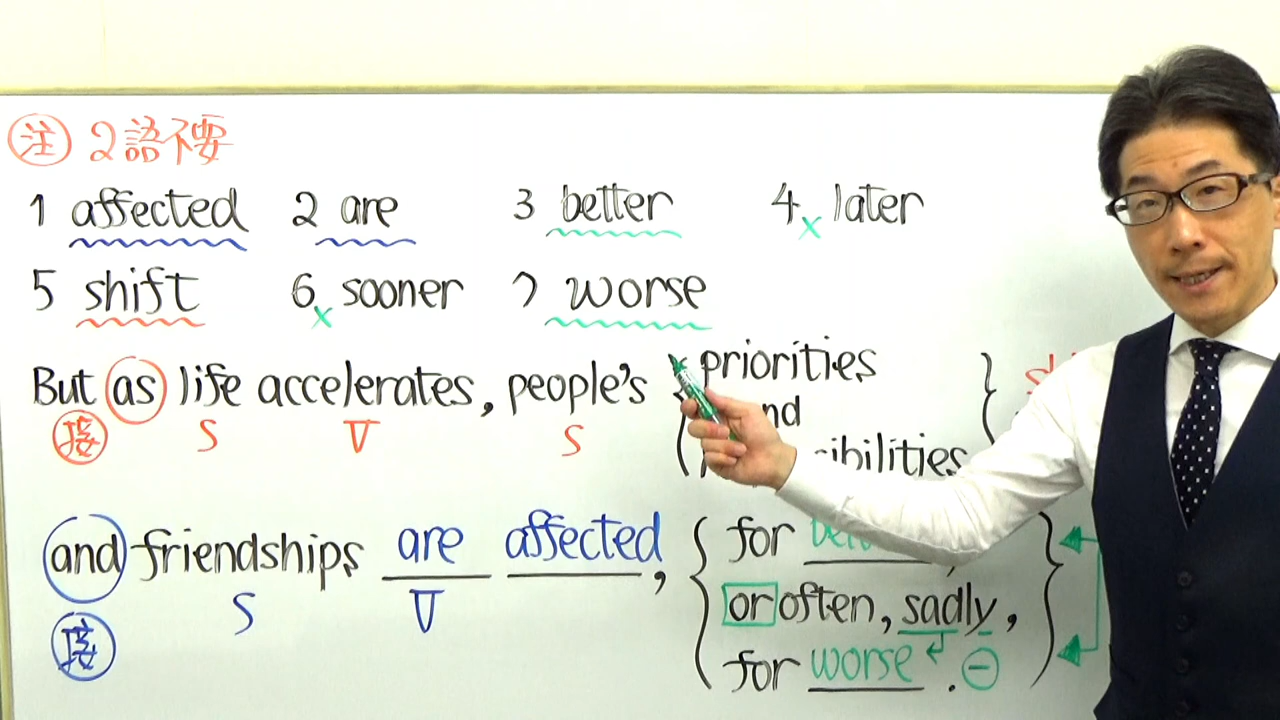 注 2語不要
1 affected 2 are 3 better 4 x later
5 shift 6 x sooner 7 worse
But as life accelerates, people's { priorities }
接 S V S
and friendships are affected, { for
接 S V
or often, sadly,
for worse. −